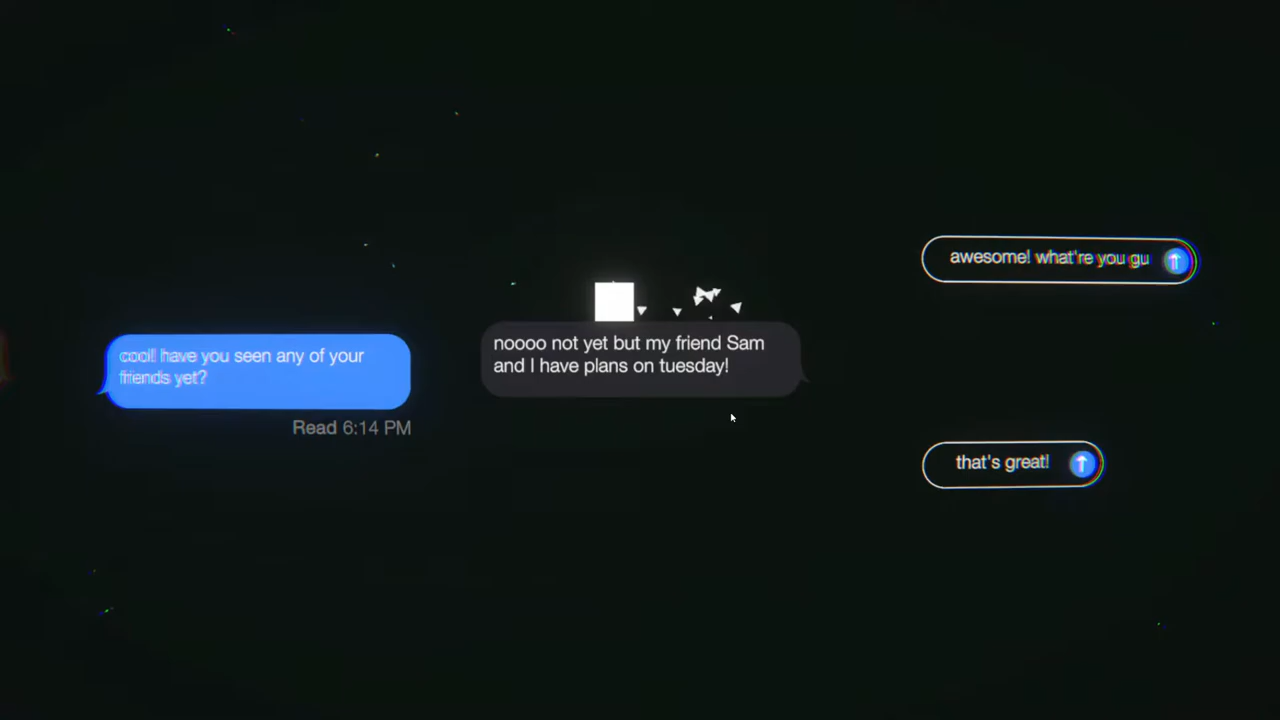 cool! have you seen any of your
friends yet?
Read 6:14 PM
noooo not yet but my friend Sam
and I have plans on tuesday!
awesome! what're you gu
that's great!